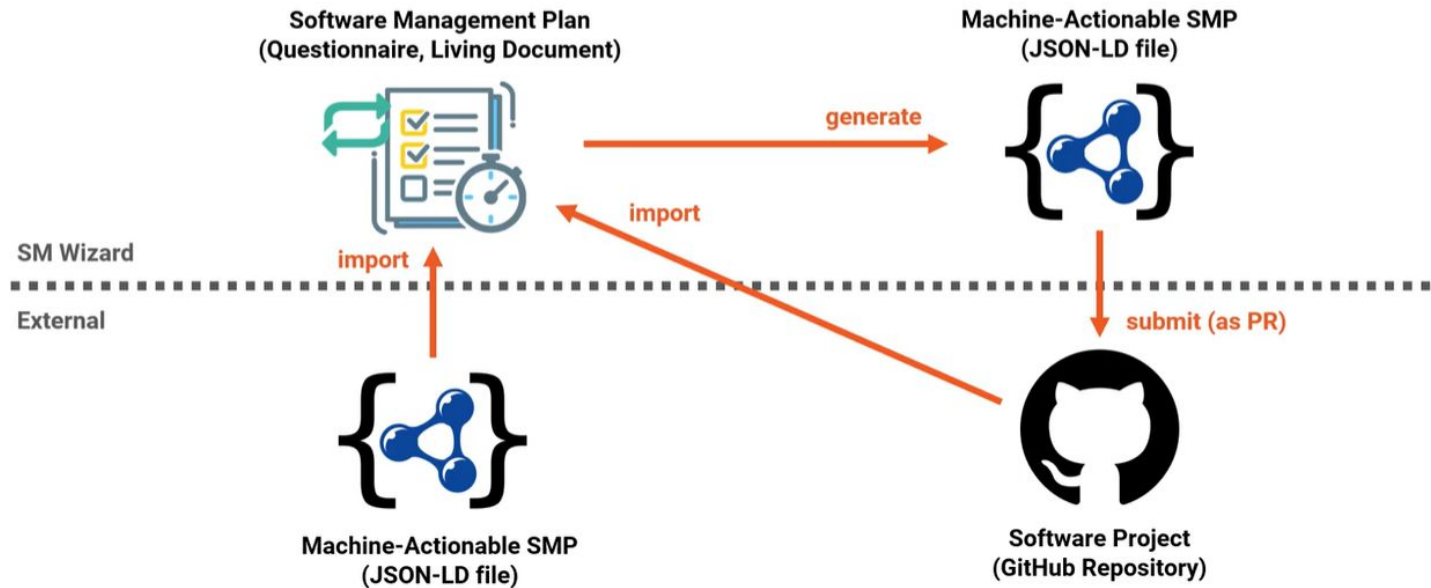 Software Management Plan
(Questionnaire, Living Document)
Machine-Actionable SMP
(JSON-LD file)
generate
import
SM Wizard
import
External
submit (as PR)
Machine-Actionable SMP
(JSON-LD file)
Software Project
(GitHub Repository)